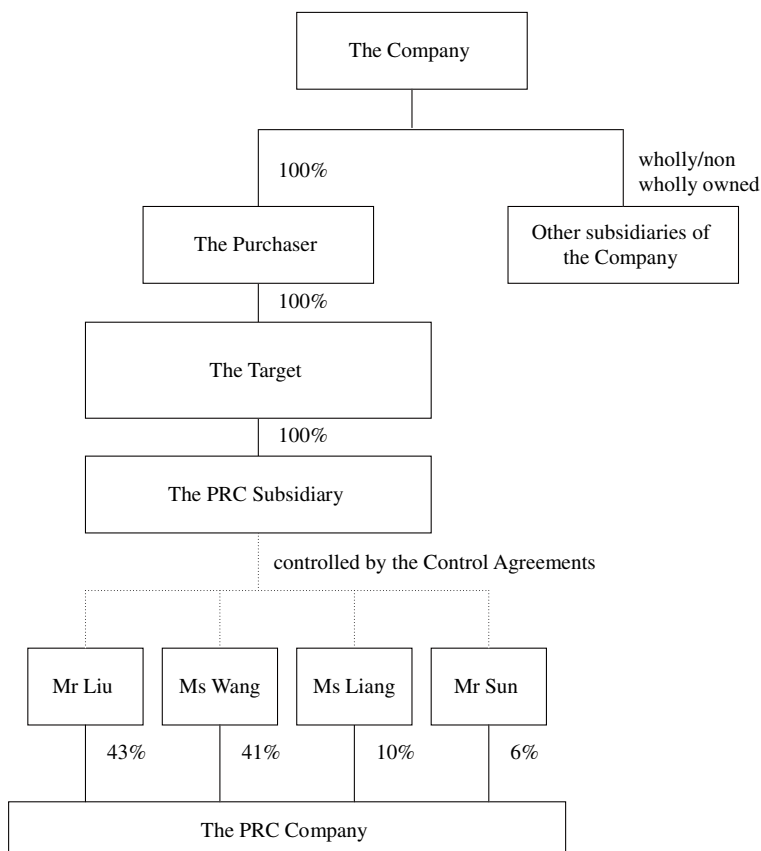 The Company
100%
wholly/non
wholly owned
The Purchaser
Other subsidiaries of
the Company
100%
The Target
100%
The PRC Subsidiary
controlled by the Control Agreements
Mr Liu
Ms Wang
Ms Liang
Mr Sun
43%
41%
10%
6%
The PRC Company